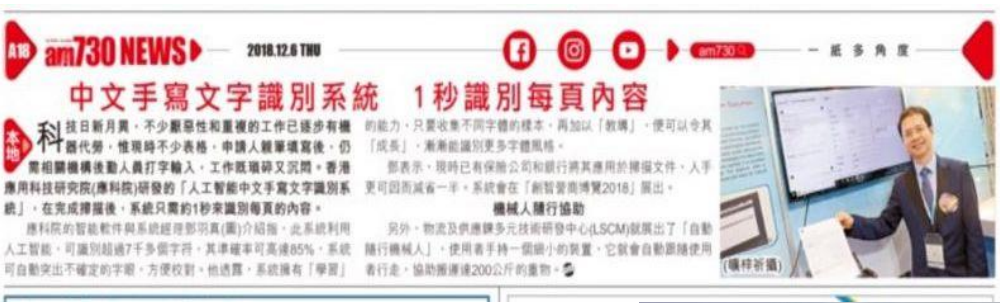 A18
am730 NEWS
2018.12.6 THU
am730
一紙多角度
中文手寫文字識別系統 1秒識別每頁內容
本地
科技日新月異，不少厭惡性和重複的工作已逐步有機
器代勞，惟現時不少表格，申請人親筆填寫後，仍
需相關機構後勤人員打字輸入，工作既瑣碎又沉悶。香港
應用科技研究院(應科院)研發的「人工智能中文手寫文字識別系
統」，在完成掃描後，系統只需約1秒來識別每頁的內容。
應科院的智能軟件與系統經理鄧羽真(圖)介紹指，此系統利用
人工智能，可識別超過7千多個字符，其準確率可高達85%，系統
可自動突出不確定的字眼，方便校對。他透露，系統擁有「學習」
的能力，只要收集不同字體的樣本，再加以「教導」，便可以令其
「成長」，漸漸能識別更多字體風格。
鄧表示，現時已有保險公司和銀行將其應用於掃描文件，人手
更可因而減省一半。系統會在「創智營商博覽2018」展出。
機械人隨行協助
另外，物流及供應鏈多元技術研發中心(LSCM)就展出了「自動
隨行機械人」，使用者手持一個細小的裝置，它就會自動跟隨使用
者行走，協助搬運達200公斤的重物。
(曠梓祈攝)